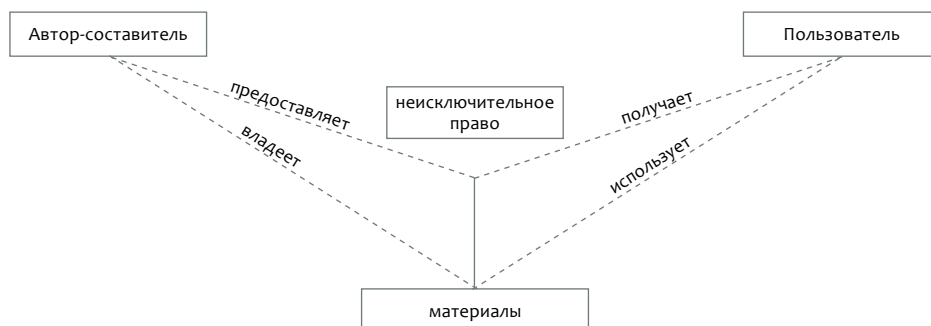 Автор-составитель
Пользователь
предоставляет
неисключительное
право
получает
владеет
использует
материалы